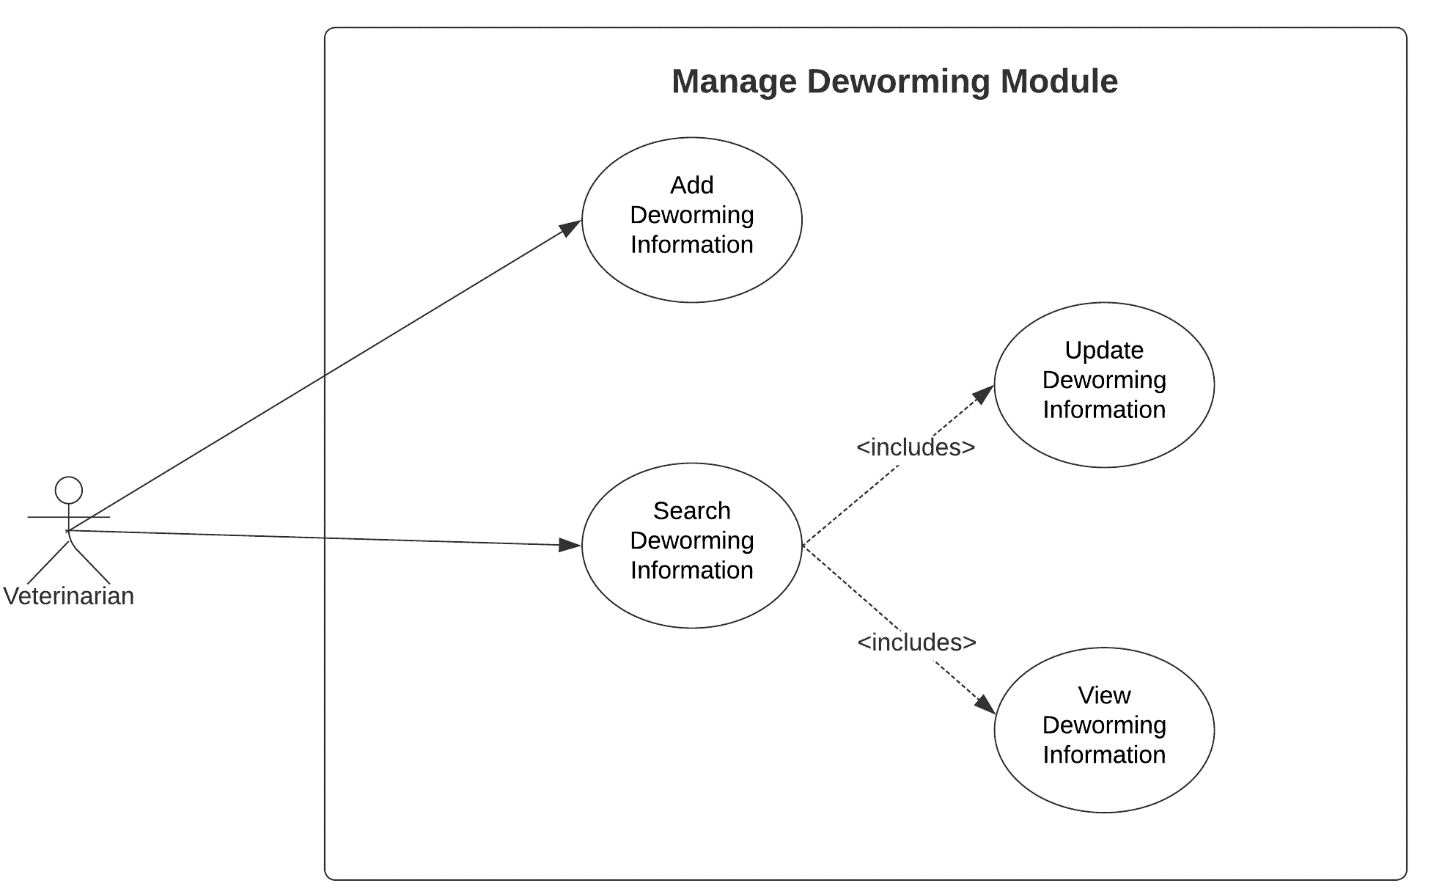 Manage Deworming Module
Add
Deworming
Information
Update
Deworming
Information
<includes>
Search
Deworming
Information
Veterinarian
<includes>
View
Deworming
Information